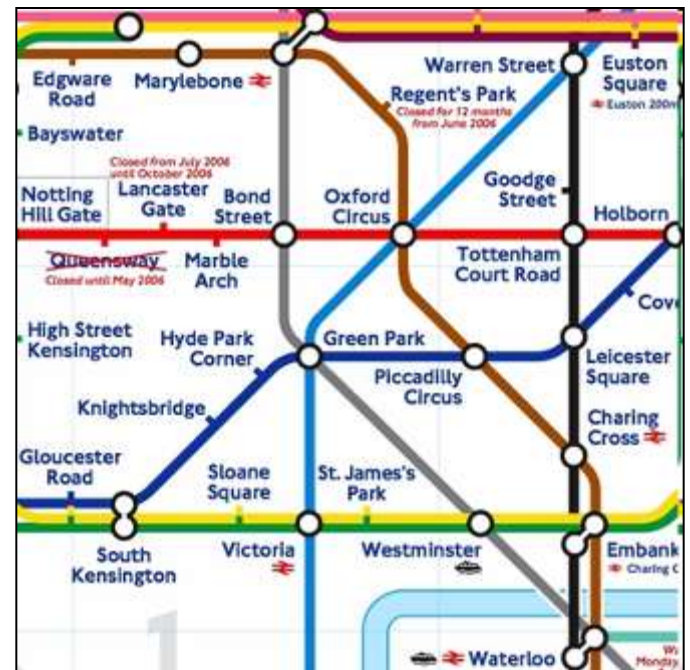 Edgware
Road
Marylebone
Warren Street
Euston
Square
Euston 200m
Regent's Park
Closed for 12 months
from June 2006
Bayswater
Closed from July 2006
until October 2006
Notting
Hill Gate
Lancaster
Gate
Bond
Street
Oxford
Circus
Goodge
Street
Holborn
Queensway
Closed until May 2006
Marble
Arch
Tottenham
Court Road
Cov
High Street
Kensington
Hyde Park
Corner
Green Park
Piccadilly
Circus
Leicester
Square
Knightsbridge
Charing
Cross
Gloucester
Road
Sloane
Square
St. James's
Park
South
Kensington
Victoria
Westminster
Embank
Charing C
1
Waterloo
W
Monday